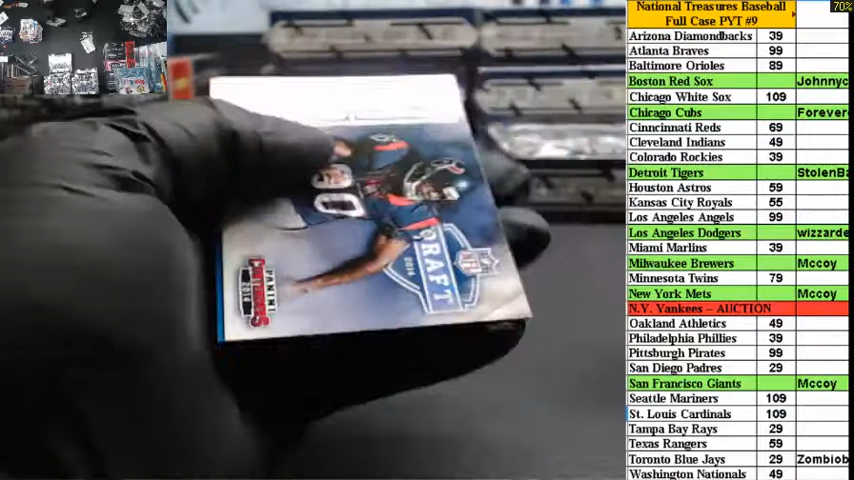 National Treasures Baseball
Full Case PYT #9
70%
Arizona Diamondbacks 39
Atlanta Braves 99
Baltimore Orioles 89
Boston Red Sox Johnnyc
Chicago White Sox 109
Chicago Cubs Forever
Cinncinnati Reds 69
Cleveland Indians 49
Colorado Rockies 39
Detroit Tigers StolenBa
Houston Astros 59
Kansas City Royals 55
Los Angeles Angels 99
Los Angeles Dodgers wizzarde
Miami Marlins 39
Milwaukee Brewers Mccoy
Minnesota Twins 79
New York Mets Mccoy
N.Y. Yankees – AUCTION
Oakland Athletics 49
Philadelphia Phillies 39
Pittsburgh Pirates 99
San Diego Padres 29
San Francisco Giants Mccoy
Seattle Mariners 109
St. Louis Cardinals 109
Tampa Bay Rays 29
Texas Rangers 59
Toronto Blue Jays 29 Zombiob
Washington Nationals 49
90
DRAFT
2014
NFL
PANINI
CONTENDERS
2014